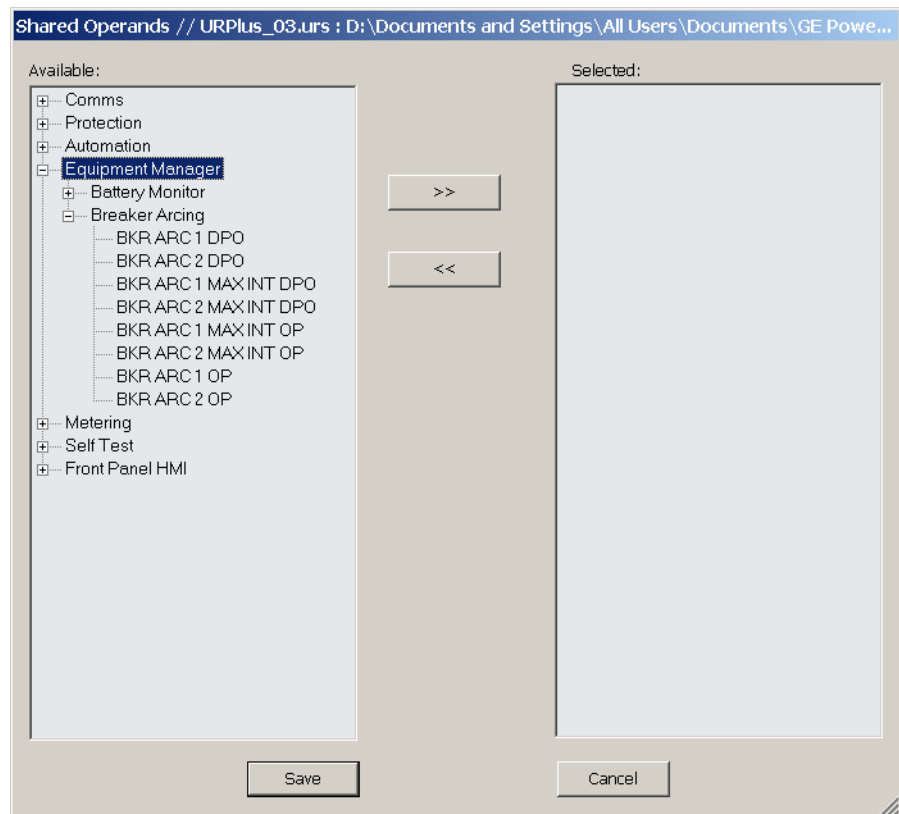 Shared Operands // URPlus_03.urs : D:\Documents and Settings\All Users\Documents\GE Powe...
Available:
Comms
Protection
Automation
Equipment Manager
Battery Monitor
Breaker Arcing
BKR ARC 1 DPO
BKR ARC 2 DPO
BKR ARC 1 MAX INT DPO
BKR ARC 2 MAX INT DPO
BKR ARC 1 MAX INT OP
BKR ARC 2 MAX INT OP
BKR ARC 1 OP
BKR ARC 2 OP
Metering
Self Test
Front Panel HMI
>>
<<
Selected:
Save
Cancel